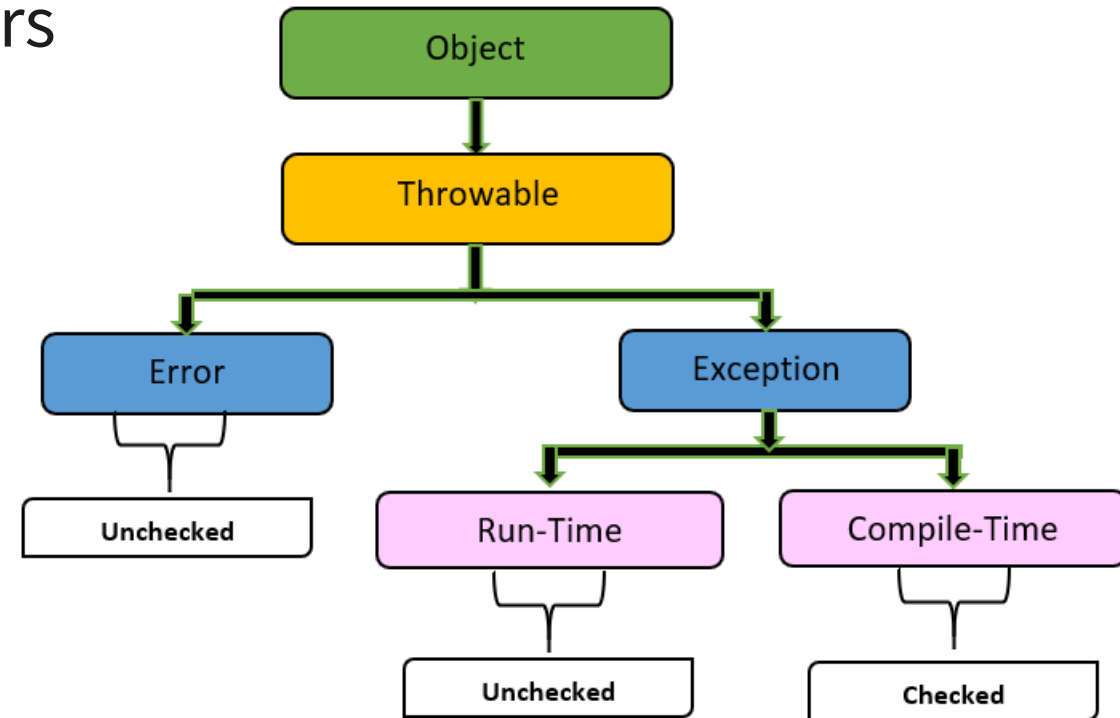 rs
Object
Throwable
Error
Exception
Unchecked
Run-Time
Compile-Time
Unchecked
Checked